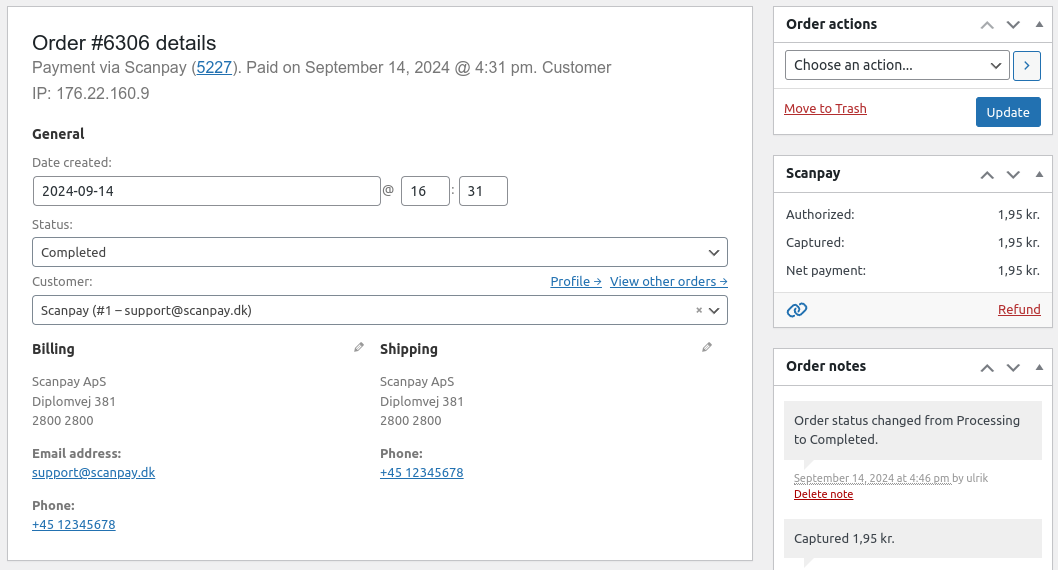 Order #6306 details
Payment via Scanpay (5227). Paid on September 14, 2024 @ 4:31 pm. Customer
IP: 176.22.160.9
General
Date created:
2024-09-14 @ 16 : 31
Status:
Completed
Customer: Profile → View other orders →
Scanpay (#1 – support@scanpay.dk) ×
Billing
Scanpay ApS
Diplomvej 381
2800 2800
Email address:
support@scanpay.dk
Phone:
+45 12345678
Shipping
Scanpay ApS
Diplomvej 381
2800 2800
Phone:
+45 12345678
Order actions
Choose an action...
Move to Trash Update
Scanpay
Authorized: 1,95 kr.
Captured: 1,95 kr.
Net payment: 1,95 kr.
Refund
Order notes
Order status changed from Processing
to Completed.
September 14, 2024 at 4:46 pm by ulrik
Delete note
Captured 1,95 kr.